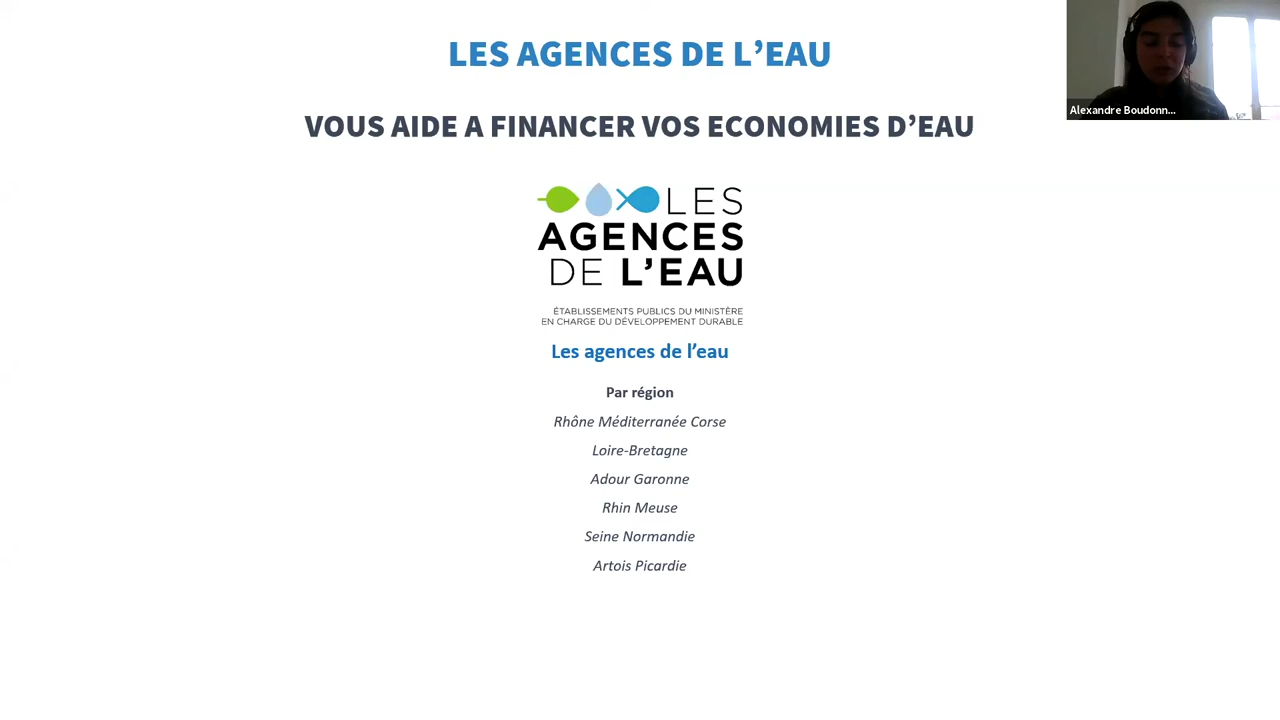 LES AGENCES DE L’EAU
Alexandre Boudonn...
VOUS AIDE A FINANCER VOS ECONOMIES D’EAU
LES
AGENCES
DE L’EAU
ÉTABLISSEMENTS PUBLICS DU MINISTÈRE
EN CHARGE DU DÉVELOPPEMENT DURABLE
Les agences de l’eau
Par région
Rhône Méditerranée Corse
Loire-Bretagne
Adour Garonne
Rhin Meuse
Seine Normandie
Artois Picardie